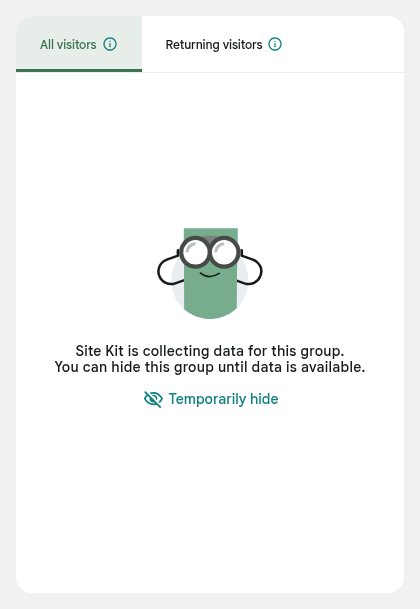 All visitors
Returning visitors
Site Kit is collecting data for this group.
You can hide this group until data is available.
Temporarily hide